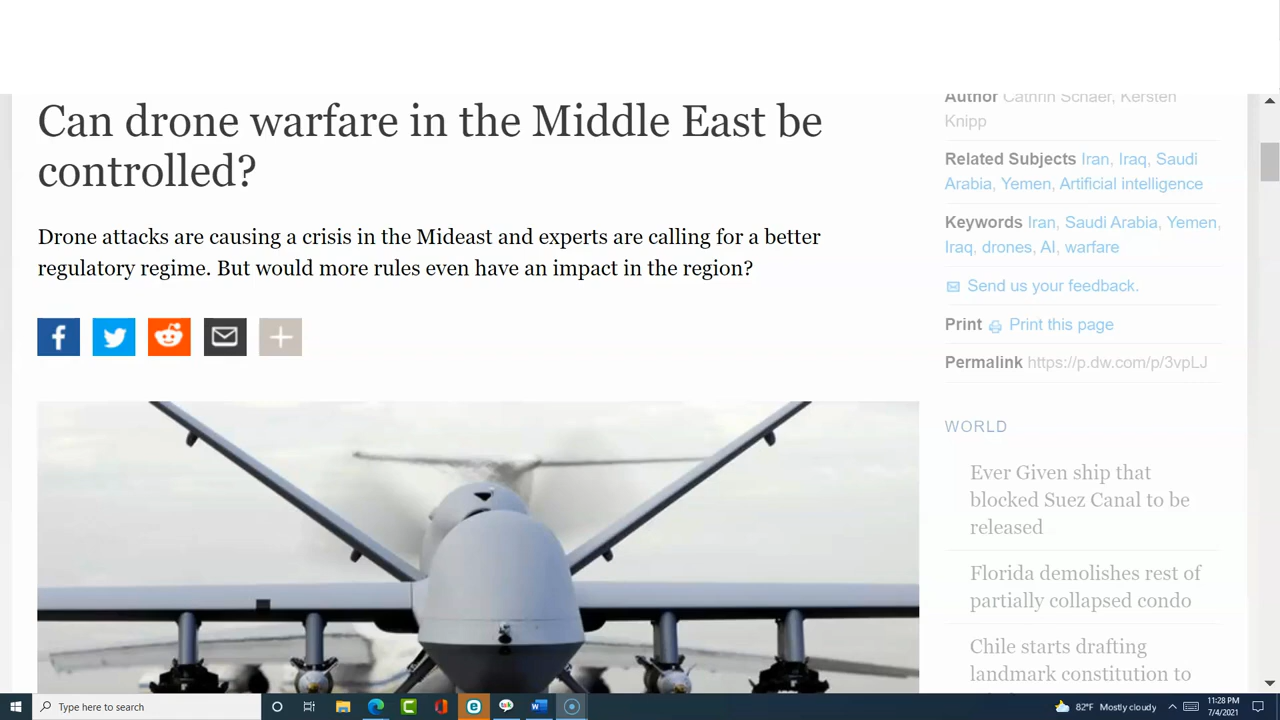 Can drone warfare in the Middle East be
controlled?
Drone attacks are causing a crisis in the Mideast and experts are calling for a better
regulatory regime. But would more rules even have an impact in the region?
Author Cathrin Schaer, Kersten
Knipp
Related Subjects Iran, Iraq, Saudi
Arabia, Yemen, Artificial intelligence
Keywords Iran, Saudi Arabia, Yemen,
Iraq, drones, AI, warfare
Send us your feedback.
Print Print this page
Permalink https://p.dw.com/p/3vpLJ
WORLD
Ever Given ship that
blocked Suez Canal to be
released
Florida demolishes rest of
partially collapsed condo
Chile starts drafting
landmark constitution to
Type here to search
82°F Mostly cloudy
11:28 PM
7/4/2021